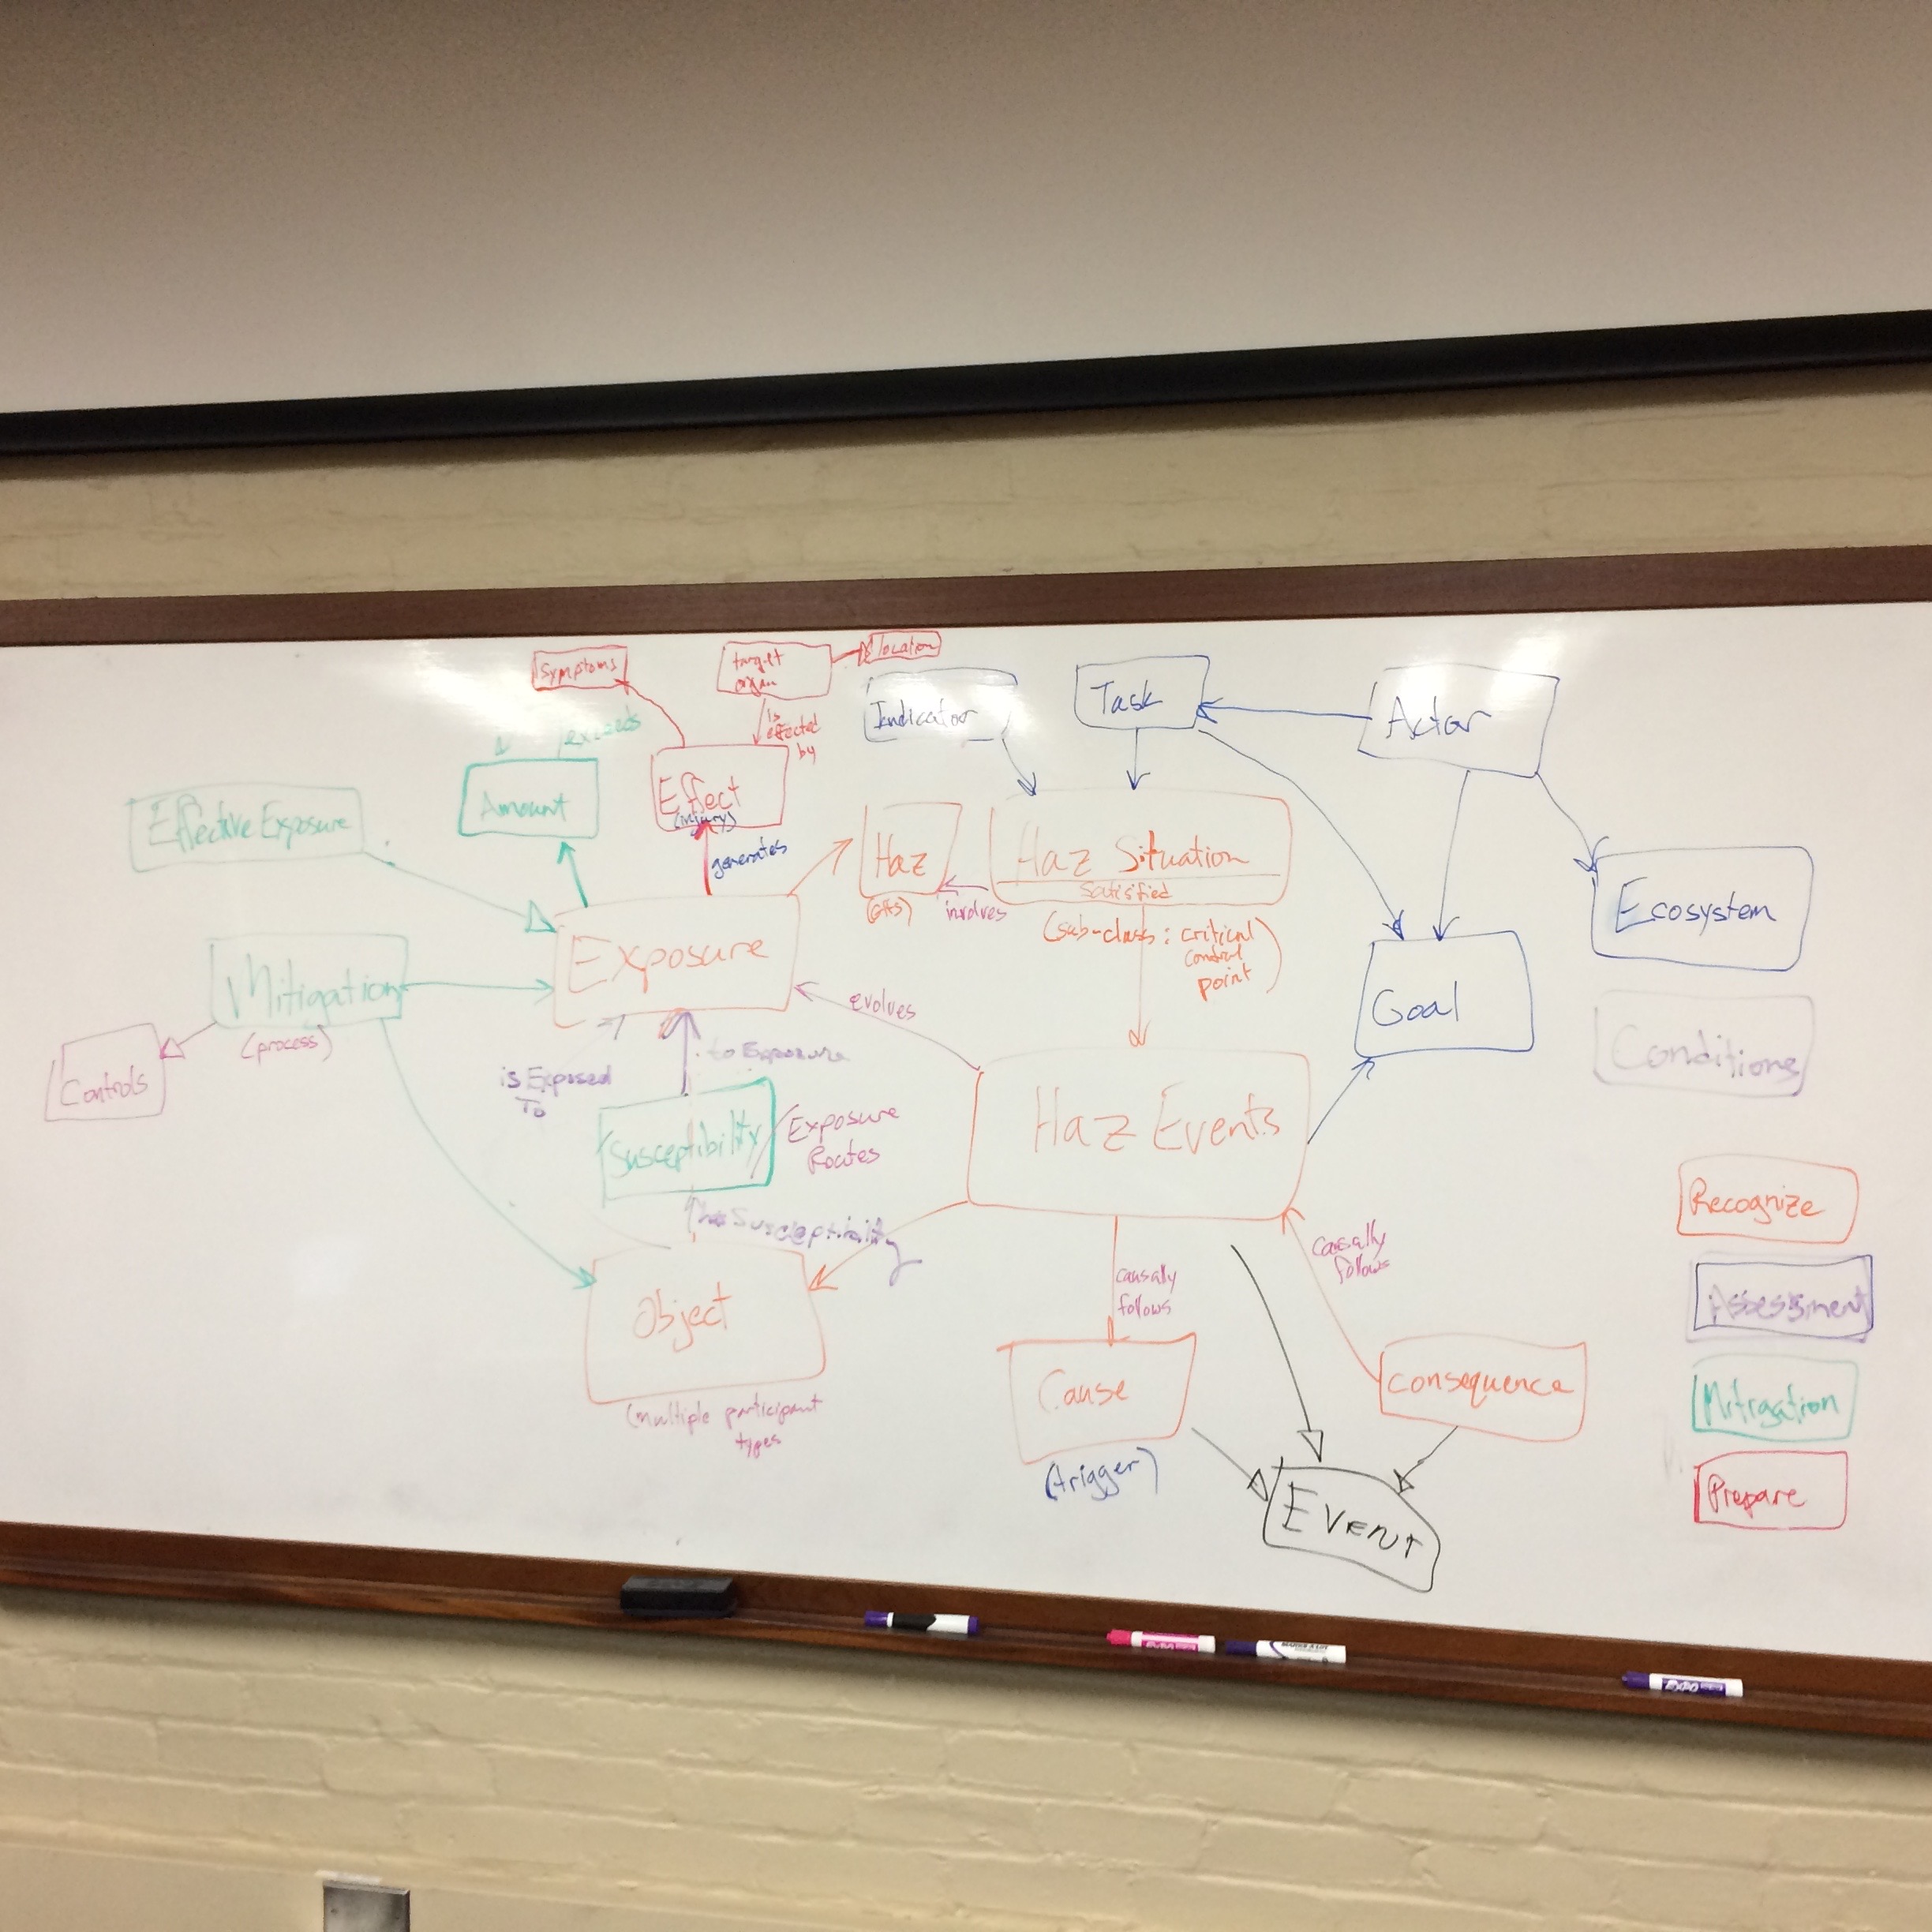 Symptoms
target
organ
location
is
effected
by
exceeds
Amount
Effect
(injury)
generates
Indicator
Task
Actor
Effective Exposure
Haz
(GHS)
involves
Haz Situation
Satisified
(sub-class: critical
control
point)
Ecosystem
Goal
Conditions
Exposure
evolves
Mitigation
(process)
Controls
is Exposed
To
to Exposure
Susceptibility
Exposure
Routes
has Susceptibility
Haz Events
Object
(multiple participant
types
causally
follows
causally
follows
Cause
(trigger)
Consequence
Event
Recognize
Assessment
Mitigation
Prepare
EXPO